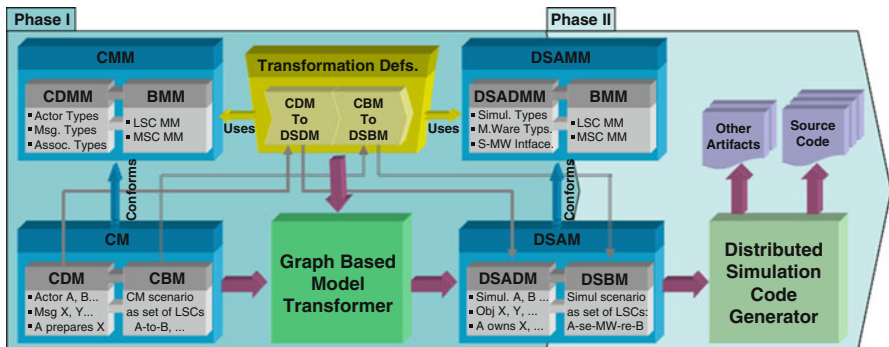 Phase I
Phase II
CMM
CDMM
▪ Actor Types
▪ Msg. Types
▪ Assoc. Types
BMM
▪ LSC MM
▪ MSC MM
Uses
Transformation Defs.
CDM
To
DSDM
CBM
To
DSBM
Uses
DSAMM
DSADMM
▪ Simul. Types
▪ M.Ware Typs.
▪ S-MW Intface.
BMM
▪ LSC MM
▪ MSC MM
Other
Artifacts
Source
Code
Conforms
Conforms
CM
CDM
▪ Actor A, B...
▪ Msg X, Y...
▪ A prepares X
CBM
CM scenario
as set of LSCs
A-to-B, ...
Graph Based
Model
Transformer
DSAM
DSADM
▪ Simul. A, B ...
▪ Obj X, Y, ...
▪ A owns X, ...
DSBM
Simul scenario
as set of LSCs:
A-se-MW-re-B
Distributed
Simulation
Code
Generator